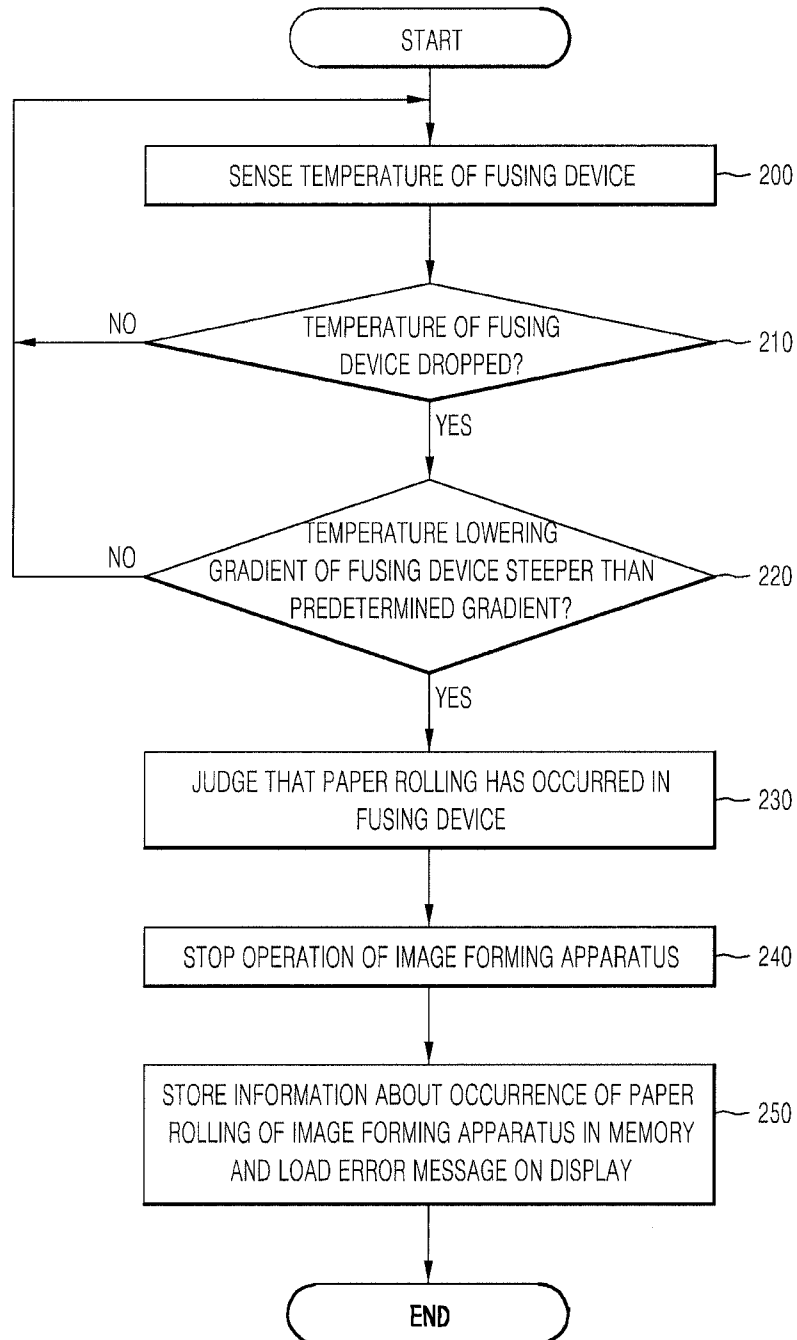 START
SENSE TEMPERATURE OF FUSING DEVICE
200
NO
TEMPERATURE OF FUSING
DEVICE DROPPED?
210
YES
NO
TEMPERATURE LOWERING
GRADIENT OF FUSING DEVICE STEEPER THAN
PREDETERMINED GRADIENT?
220
YES
JUDGE THAT PAPER ROLLING HAS OCCURRED IN
FUSING DEVICE
230
STOP OPERATION OF IMAGE FORMING APPARATUS
240
STORE INFORMATION ABOUT OCCURRENCE OF PAPER
ROLLING OF IMAGE FORMING APPARATUS IN MEMORY
AND LOAD ERROR MESSAGE ON DISPLAY
250
END